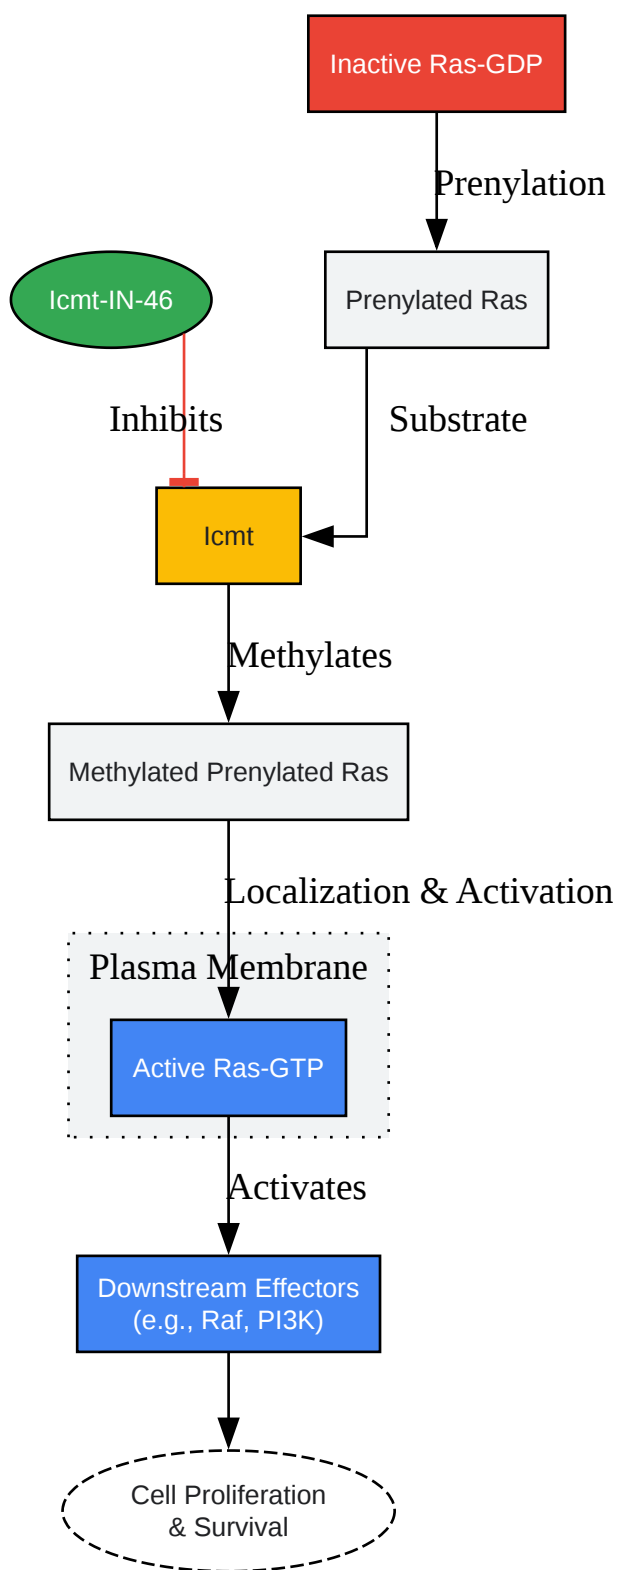 Inactive Ras-GDP
Prenylation
Icmt-IN-46
Prenylated Ras
Inhibits
Substrate
Icmt
Methylates
Methylated Prenylated Ras
Localization & Activation
Plasma Membrane
Active Ras-GTP
Activates
Downstream Effectors
(e.g., Raf, PI3K)
Cell Proliferation
& Survival